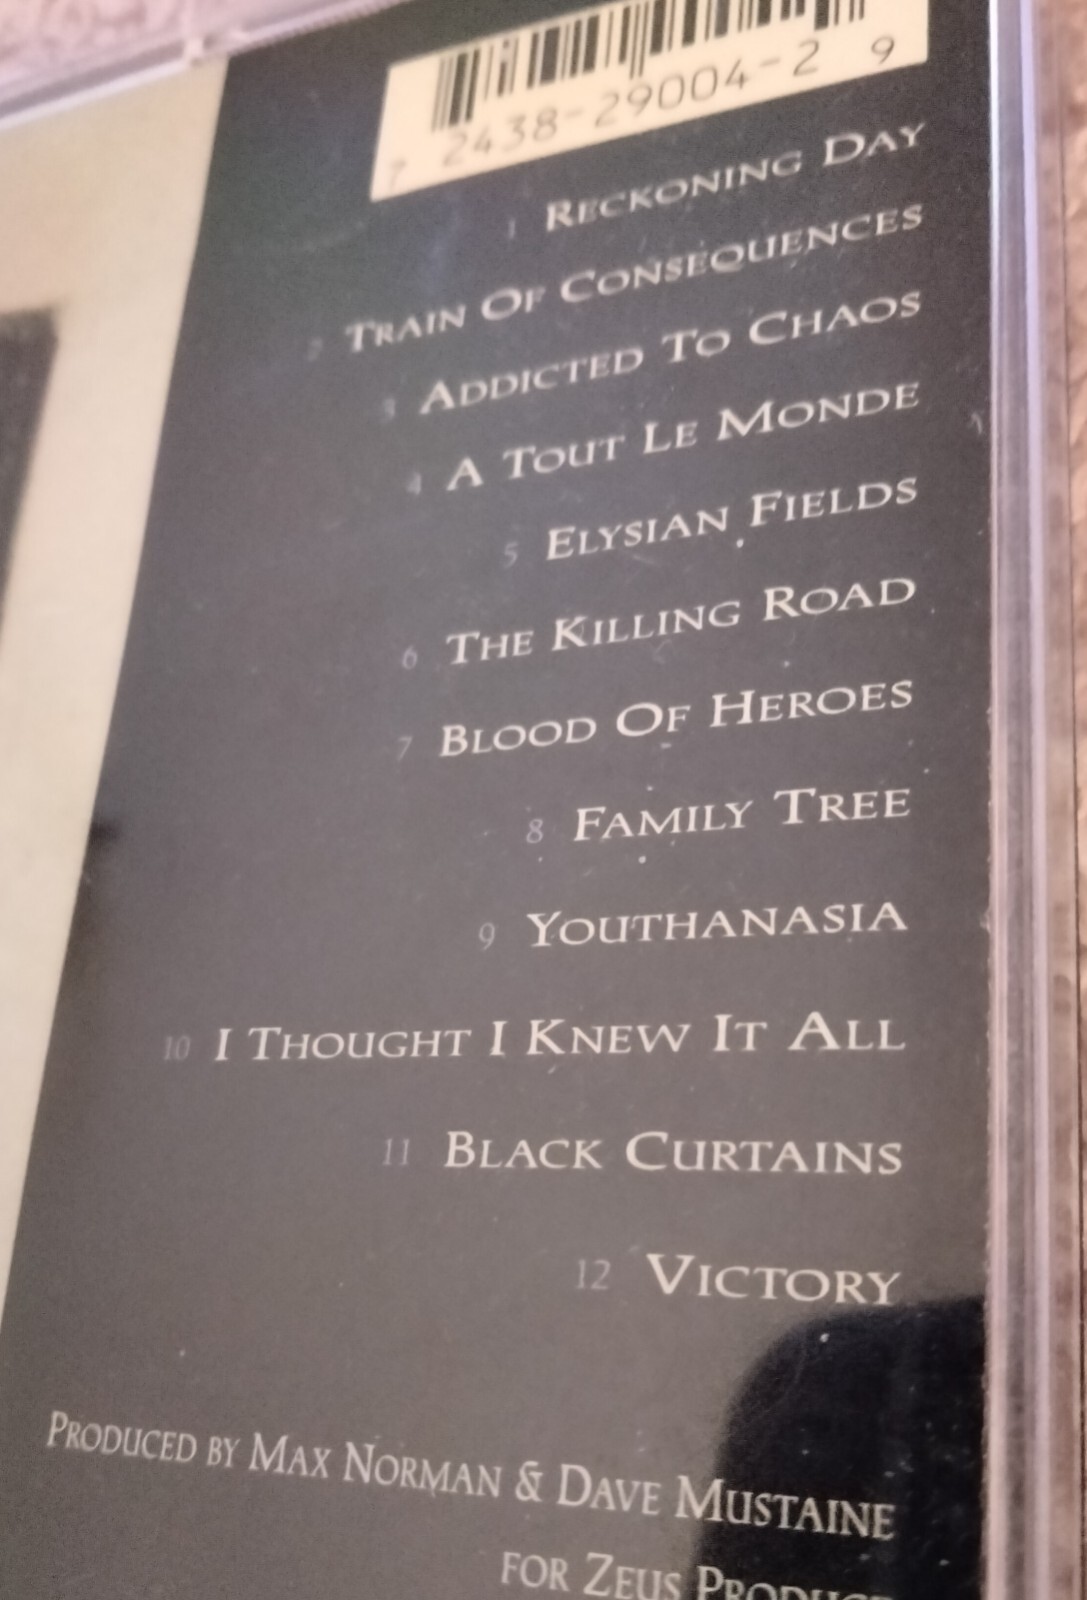 7 2438-29004-2 9
1 RECKONING DAY
2 TRAIN OF CONSEQUENCES
3 ADDICTED TO CHAOS
4 A TOUT LE MONDE
5 ELYSIAN FIELDS
6 THE KILLING ROAD
7 BLOOD OF HEROES
8 FAMILY TREE
9 YOUTHANASIA
10 I THOUGHT I KNEW IT ALL
11 BLACK CURTAINS
12 VICTORY
PRODUCED BY MAX NORMAN & DAVE MUSTAINE
FOR ZEUS